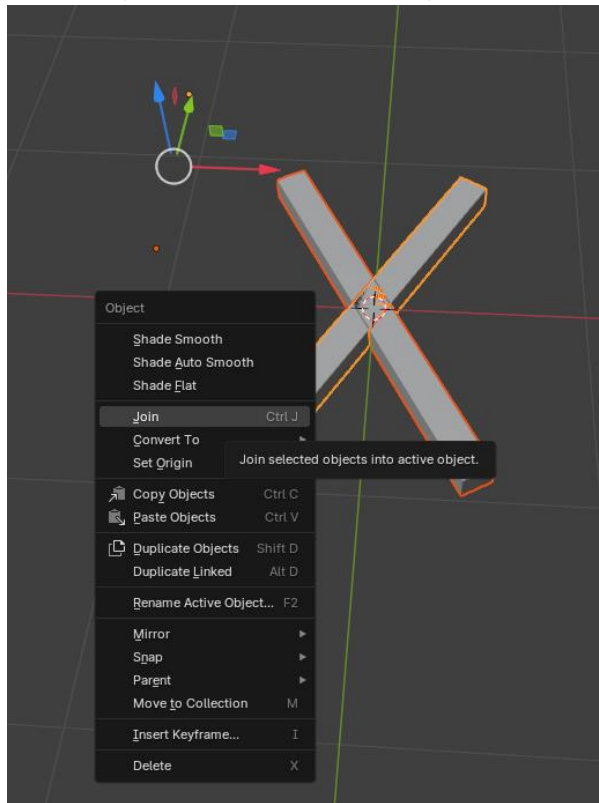 Object
Shade Smooth
Shade Auto Smooth
Shade Flat
Join Ctrl J
Convert To
Set Origin
Join selected objects into active object.
Copy Objects Ctrl C
Paste Objects Ctrl V
Duplicate Objects Shift D
Duplicate Linked Alt D
Rename Active Object... F2
Mirror
Snap
Parent
Move to Collection M
Insert Keyframe... I
Delete X